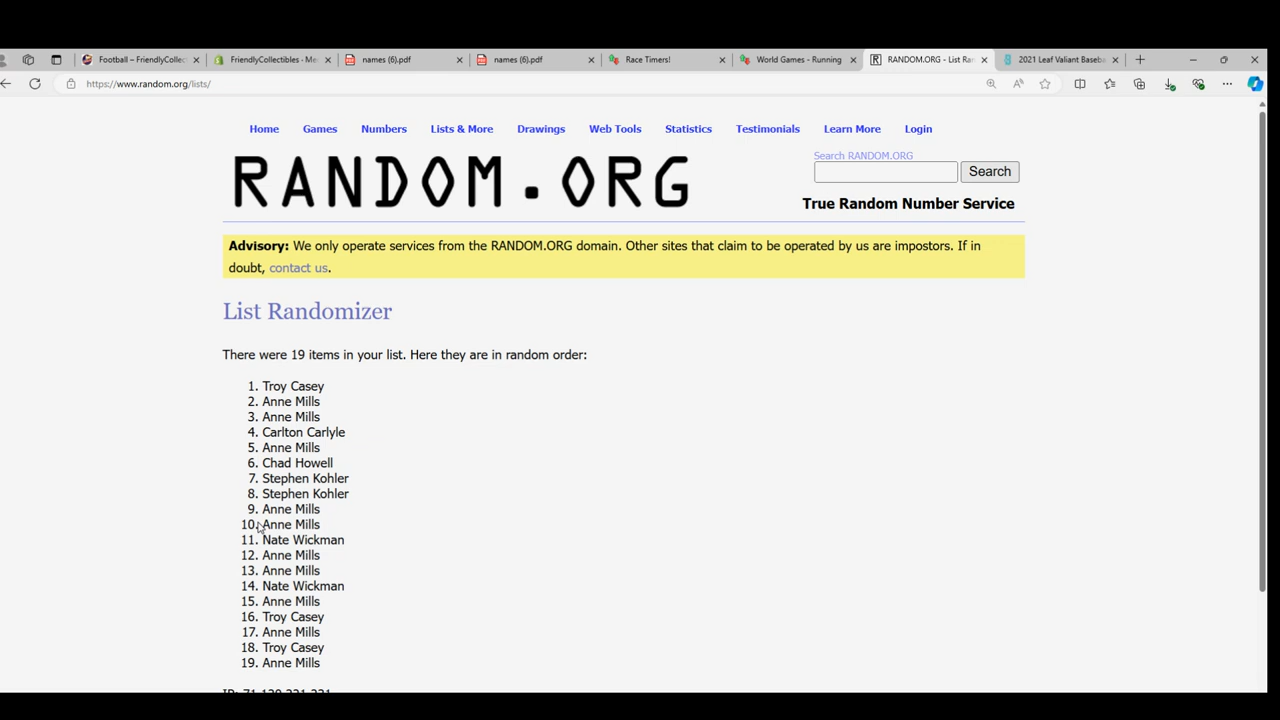 Football – FriendlyCollec
FriendlyCollectibles - Me
names (6).pdf
names (6).pdf
Race Timers!
World Games - Running
RANDOM.ORG - List Ran
2021 Leaf Valiant Baseba
https://www.random.org/lists/
Home Games Numbers Lists & More Drawings Web Tools Statistics Testimonials Learn More Login
RANDOM.ORG
Search RANDOM.ORG
Search
True Random Number Service
Advisory: We only operate services from the RANDOM.ORG domain. Other sites that claim to be operated by us are impostors. If in
doubt, contact us.
List Randomizer
There were 19 items in your list. Here they are in random order:
1. Troy Casey
2. Anne Mills
3. Anne Mills
4. Carlton Carlyle
5. Anne Mills
6. Chad Howell
7. Stephen Kohler
8. Stephen Kohler
9. Anne Mills
10. Anne Mills
11. Nate Wickman
12. Anne Mills
13. Anne Mills
14. Nate Wickman
15. Anne Mills
16. Troy Casey
17. Anne Mills
18. Troy Casey
19. Anne Mills